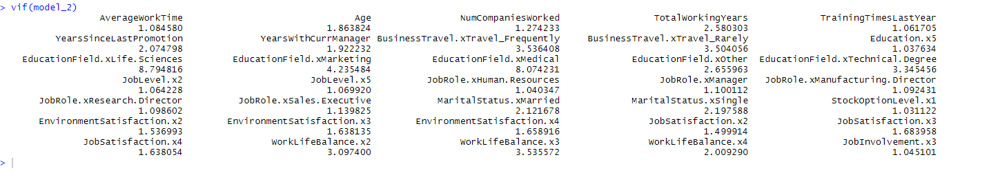 > vif(model_2)
AverageWorkTime Age NumCompaniesWorked TotalWorkingYears TrainingTimesLastYear
1.084580 1.863824 1.274233 2.580303 1.061705
YearsSinceLastPromotion YearsWithCurrManager BusinessTravel.xTravel_Frequently BusinessTravel.xTravel_Rarely Education.x5
2.074798 1.922232 3.536408 3.504056 1.037634
EducationField.xLife.Sciences EducationField.xMarketing EducationField.xMedical EducationField.xOther EducationField.xTechnical.Degree
8.794816 4.235484 8.074231 2.655963 3.345456
JobLevel.x2 JobLevel.x5 JobRole.xHuman.Resources JobRole.xManager JobRole.xManufacturing.Director
1.064228 1.069920 1.040347 1.100112 1.092431
JobRole.xResearch.Director JobRole.xSales.Executive MaritalStatus.xMarried MaritalStatus.xSingle StockOptionLevel.x1
1.098602 1.139825 2.121678 2.197588 1.031122
EnvironmentSatisfaction.x2 EnvironmentSatisfaction.x3 EnvironmentSatisfaction.x4 JobSatisfaction.x2 JobSatisfaction.x3
1.536993 1.638135 1.658916 1.499914 1.683958
JobSatisfaction.x4 WorkLifeBalance.x2 WorkLifeBalance.x3 WorkLifeBalance.x4 JobInvolvement.x3
1.638054 3.097400 3.535572 2.009290 1.045101
>